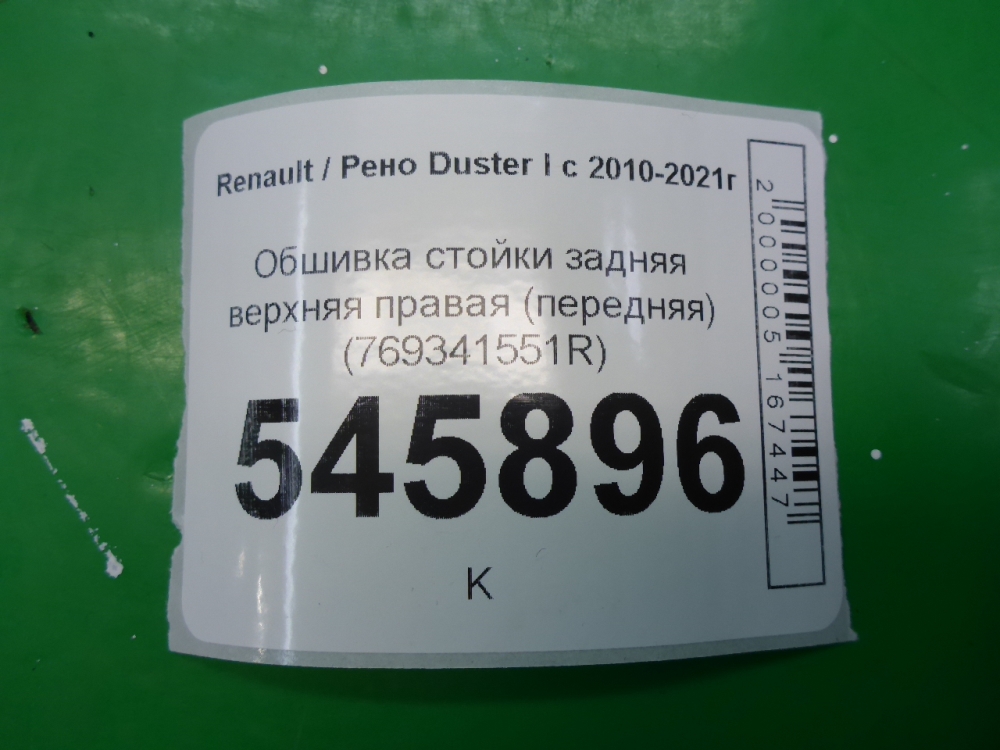 Renault / Рено Duster I с 2010-2021г
Обшивка стойки задняя
верхняя правая (передняя)
(769341551R)
545896
К
2000005167447